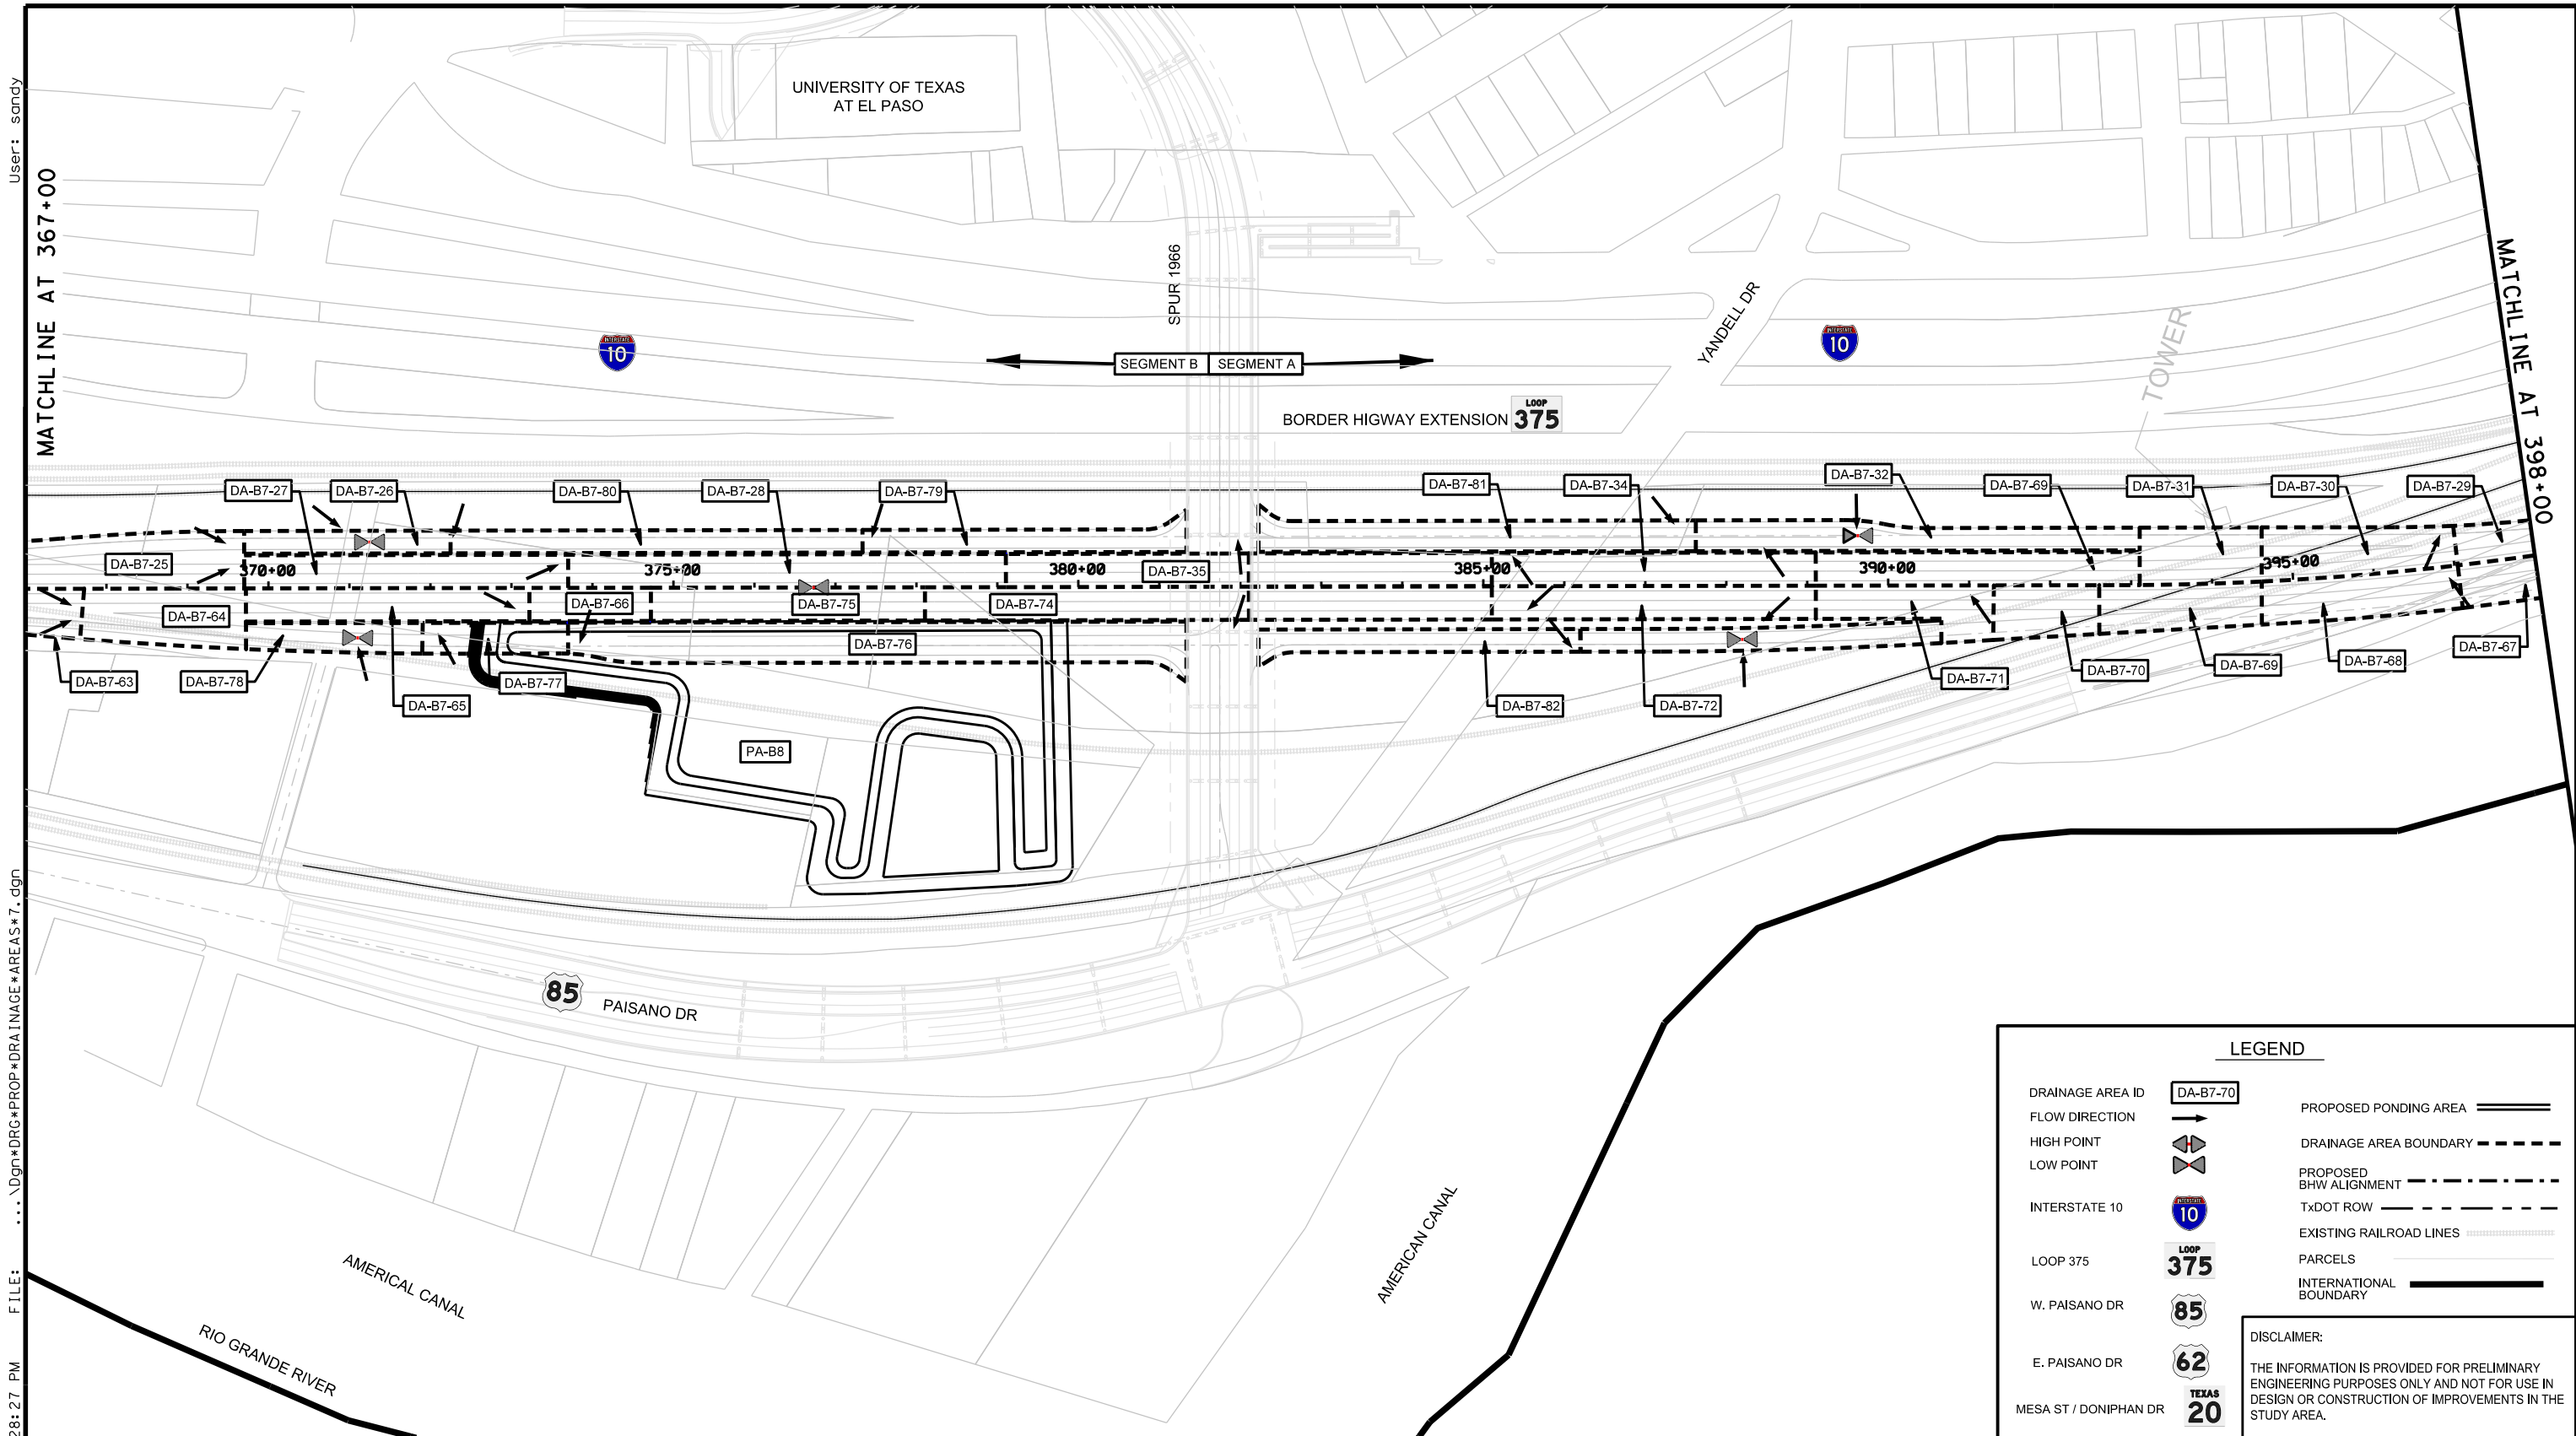 User: sandy
UNIVERSITY OF TEXAS
AT EL PASO
MATCHLINE AT 367+00
SPUR 1966
YANDELL DR
INTERSTATE
10
INTERSTATE
10
SEGMENT B
SEGMENT A
TOWER
MATCHLINE AT 398+00
BORDER HIGWAY EXTENSION
LOOP
375
DA-B7-27
DA-B7-26
DA-B7-80
DA-B7-28
DA-B7-79
DA-B7-81
DA-B7-34
DA-B7-32
DA-B7-69
DA-B7-31
DA-B7-30
DA-B7-29
DA-B7-25
370+00
375+00
380+00
DA-B7-35
385+00
390+00
395+00
DA-B7-64
DA-B7-66
DA-B7-75
DA-B7-74
DA-B7-76
DA-B7-63
DA-B7-78
DA-B7-65
DA-B7-77
DA-B7-82
DA-B7-72
DA-B7-71
DA-B7-70
DA-B7-69
DA-B7-68
DA-B7-67
PA-B8
85
PAISANO DR
AMERICAL CANAL
RIO GRANDE RIVER
AMERICAN CANAL
FILE: ...\Dgn*DRG*PROP*DRAINAGE*AREAS*7.dgn
28:27 PM
LEGEND
DRAINAGE AREA ID
DA-B7-70
FLOW DIRECTION
HIGH POINT
LOW POINT
INTERSTATE 10
INTERSTATE
10
LOOP 375
LOOP
375
W. PAISANO DR
85
E. PAISANO DR
62
MESA ST / DONIPHAN DR
TEXAS
20
PROPOSED PONDING AREA
DRAINAGE AREA BOUNDARY
PROPOSED
BHW ALIGNMENT
TxDOT ROW
EXISTING RAILROAD LINES
PARCELS
INTERNATIONAL
BOUNDARY
DISCLAIMER:
THE INFORMATION IS PROVIDED FOR PRELIMINARY
ENGINEERING PURPOSES ONLY AND NOT FOR USE IN
DESIGN OR CONSTRUCTION OF IMPROVEMENTS IN THE
STUDY AREA.